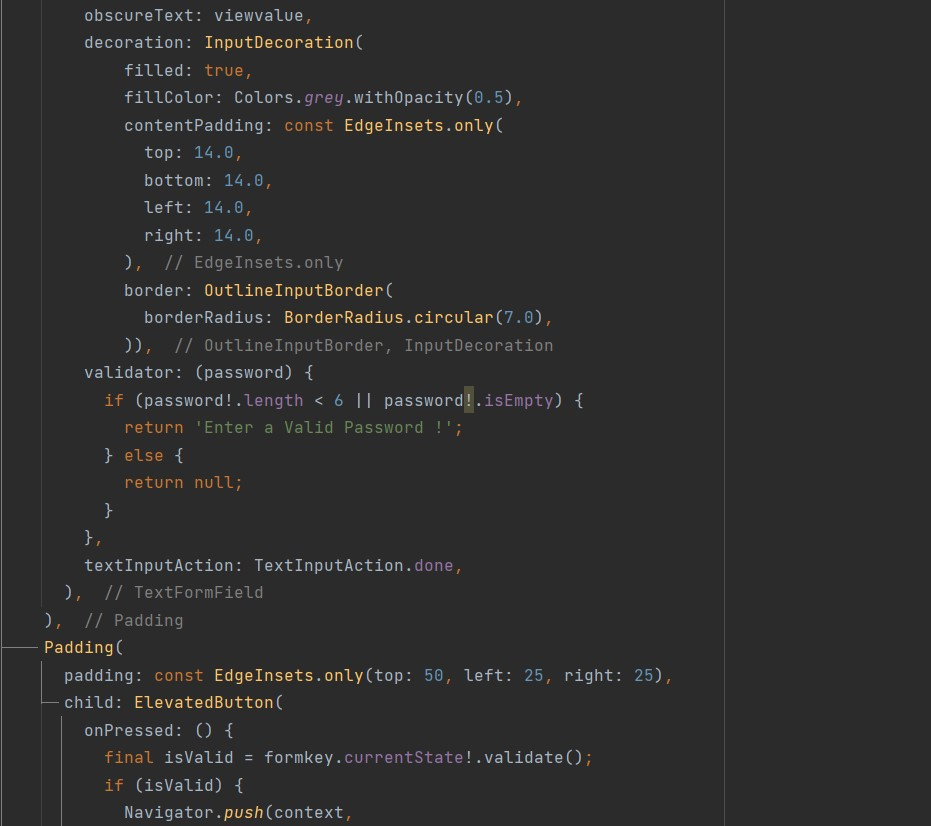 obscureText: viewvalue,
decoration: InputDecoration(
filled: true,
fillColor: Colors.grey.withOpacity(0.5),
contentPadding: const EdgeInsets.only(
top: 14.0,
bottom: 14.0,
left: 14.0,
right: 14.0,
), // EdgeInsets.only
border: OutlineInputBorder(
borderRadius: BorderRadius.circular(7.0),
)), // OutlineInputBorder, InputDecoration
validator: (password) {
if (password!.length < 6 || password!.isEmpty) {
return 'Enter a Valid Password !';
} else {
return null;
}
},
textInputAction: TextInputAction.done,
), // TextFormField
), // Padding
Padding(
padding: const EdgeInsets.only(top: 50, left: 25, right: 25),
child: ElevatedButton(
onPressed: () {
final isValid = formkey.currentState!.validate();
if (isValid) {
Navigator.push(context,